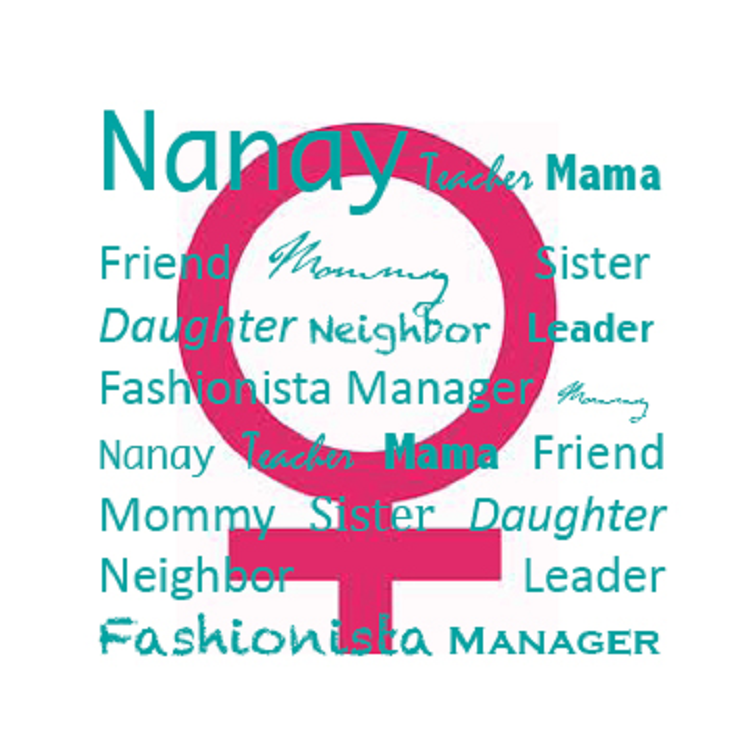 Nanay Teacher Mama
Friend Mommy Sister
Daughter Neighbor Leader
Fashionista Manager Mommy
Nanay Teacher Mama Friend
Mommy Sister Daughter
Neighbor Leader
Fashionista MANAGER